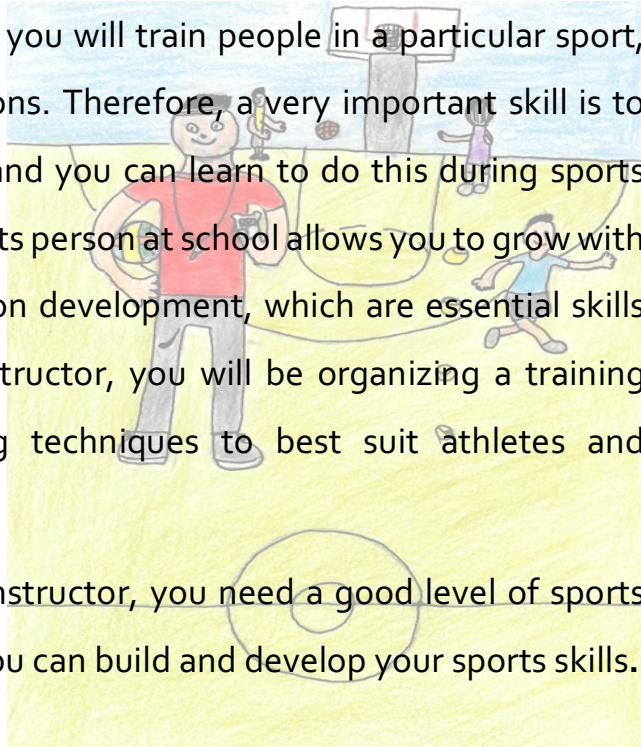 you will train people in a particular sport,
ons. Therefore, a very important skill is to
and you can learn to do this during sports
ts person at school allows you to grow with
on development, which are essential skills
tructor, you will be organizing a training
g techniques to best suit athletes and
nstructor, you need a good level of sports
ou can build and develop your sports skills.